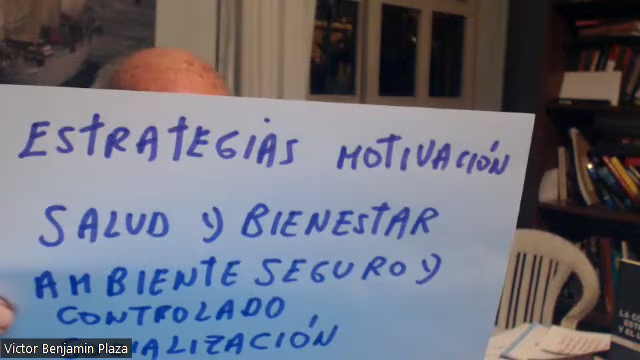 ESTRATEGIAS MOTIVACIÓN
SALUD Y BIENESTAR
AMBIENTE SEGURO Y
CONTROLADO
Victor Benjamin Plaza